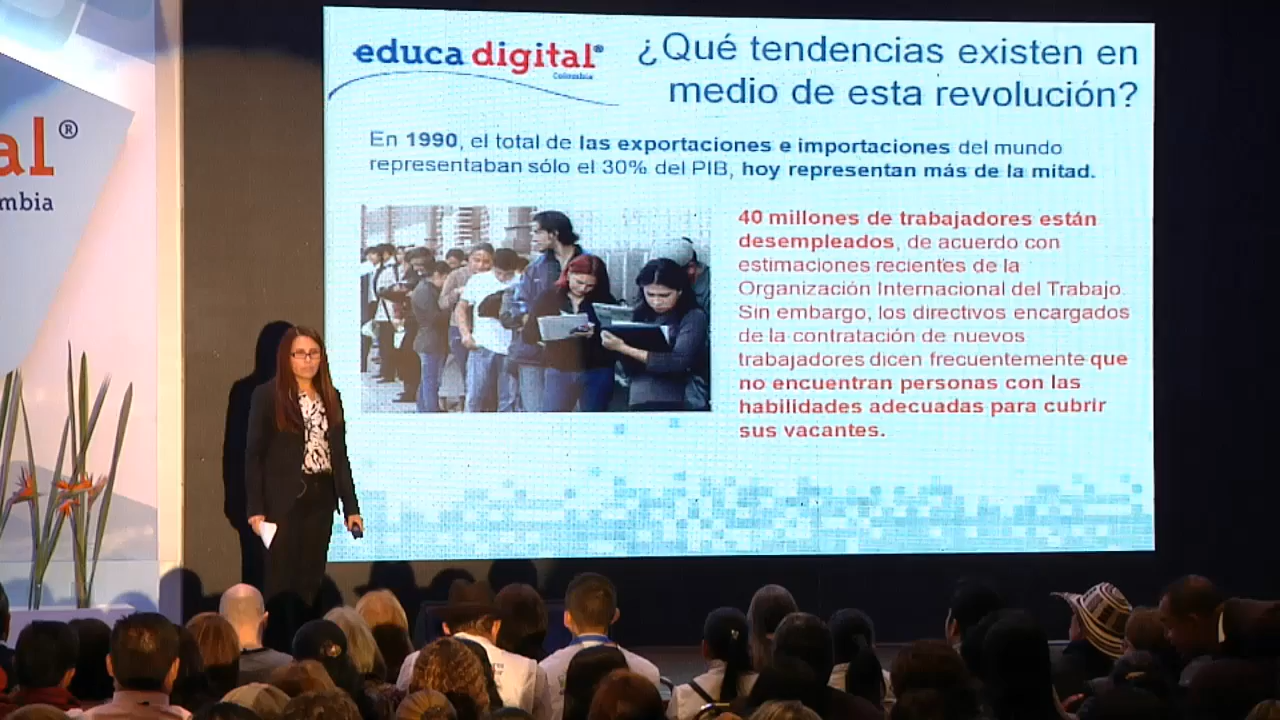 al®
mbia
educa digital®
Colombia
¿Qué tendencias existen en
medio de esta revolución?
En 1990, el total de las exportaciones e importaciones del mundo
representaban sólo el 30% del PIB, hoy representan más de la mitad.
40 millones de trabajadores están
desempleados, de acuerdo con
estimaciones recientes de la
Organización Internacional del Trabajo.
Sin embargo, los directivos encargados
de la contratación de nuevos
trabajadores dicen frecuentemente que
no encuentran personas con las
habilidades adecuadas para cubrir
sus vacantes.